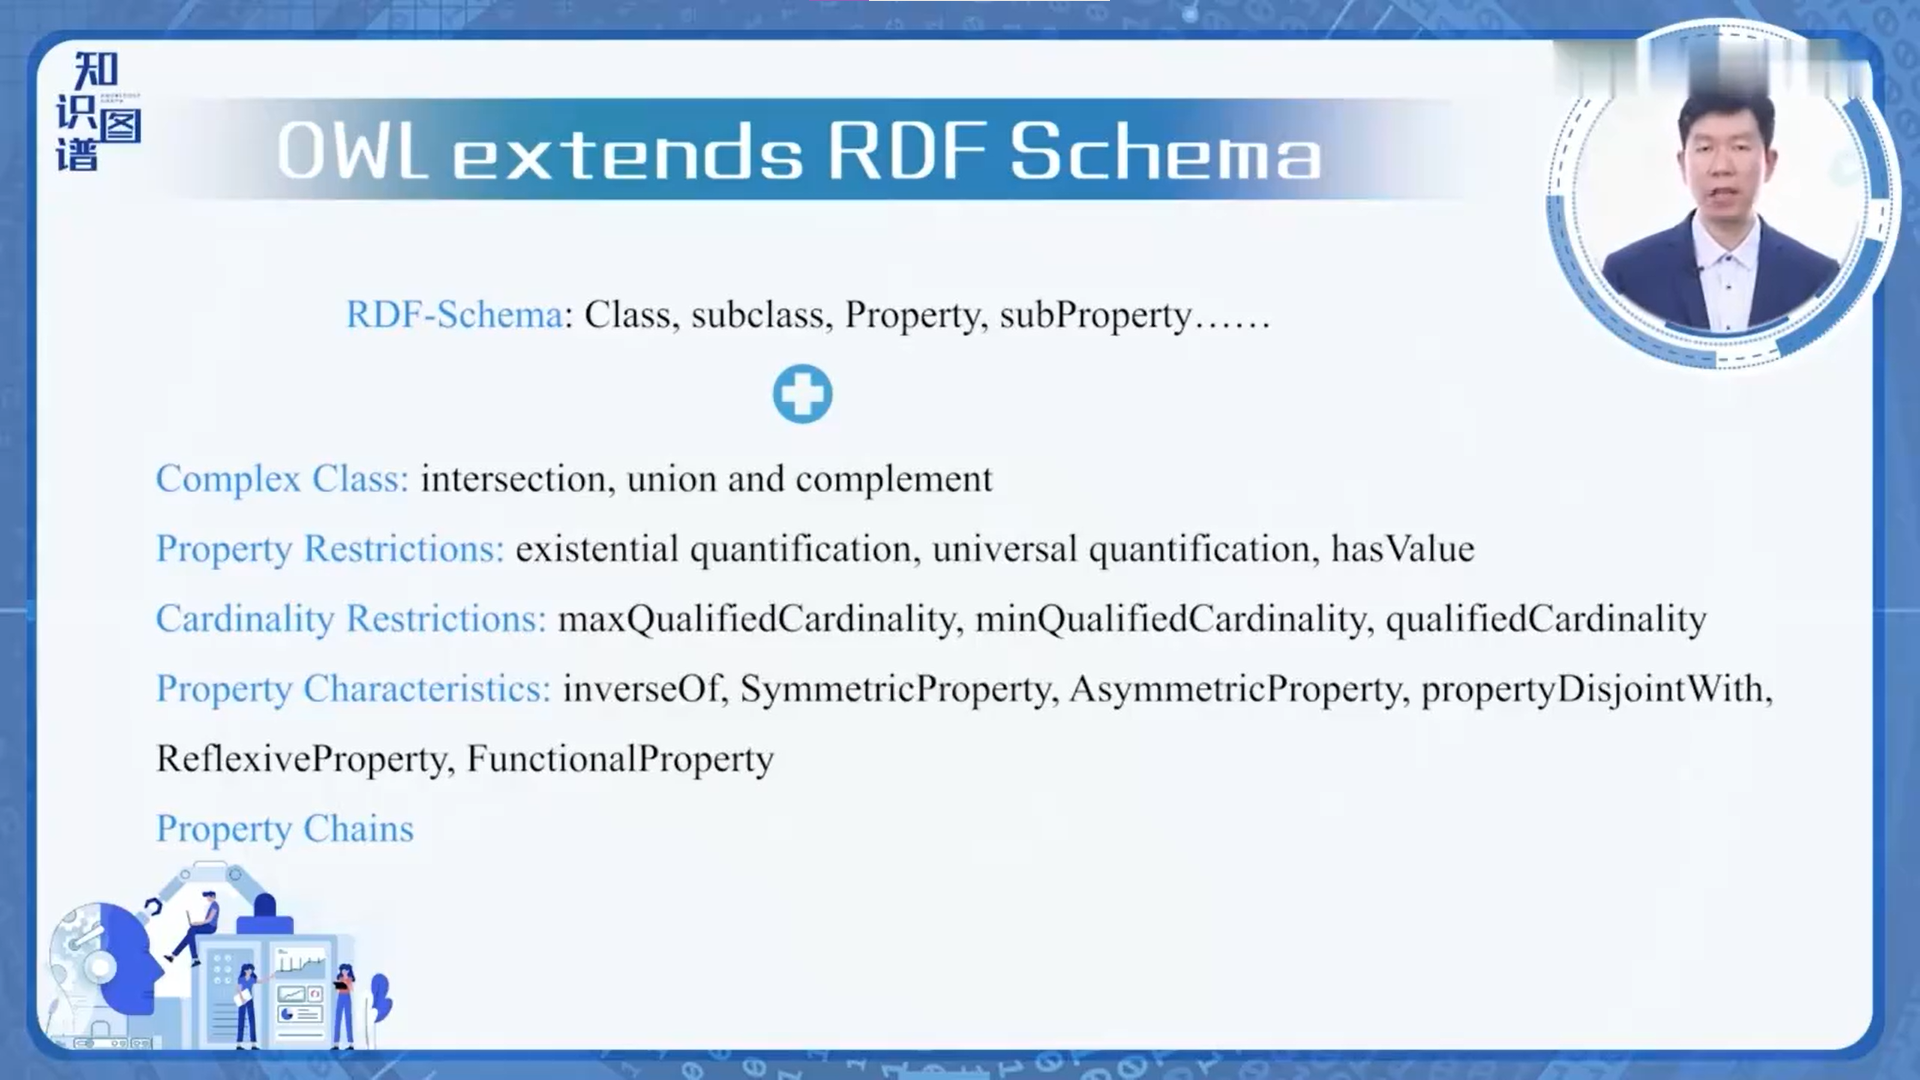 知
识图
谱
OWL extends RDF Schema
RDF-Schema: Class, subclass, Property, subProperty……
Complex Class: intersection, union and complement
Property Restrictions: existential quantification, universal quantification, hasValue
Cardinality Restrictions: maxQualifiedCardinality, minQualifiedCardinality, qualifiedCardinality
Property Characteristics: inverseOf, SymmetricProperty, AsymmetricProperty, propertyDisjointWith,
ReflexiveProperty, FunctionalProperty
Property Chains